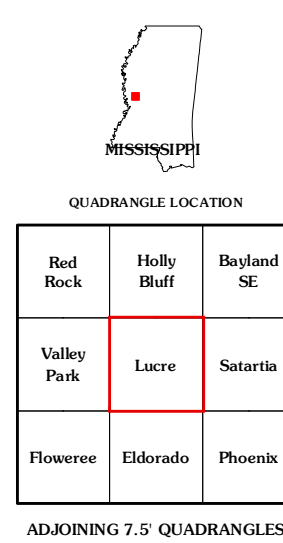 MISSISSIPPI
QUADRANGLE LOCATION
Red Rock
Holly Bluff
Bayland SE
Valley Park
Lucre
Satartia
Floweree
Eldorado
Phoenix
ADJOINING 7.5' QUADRANGLES